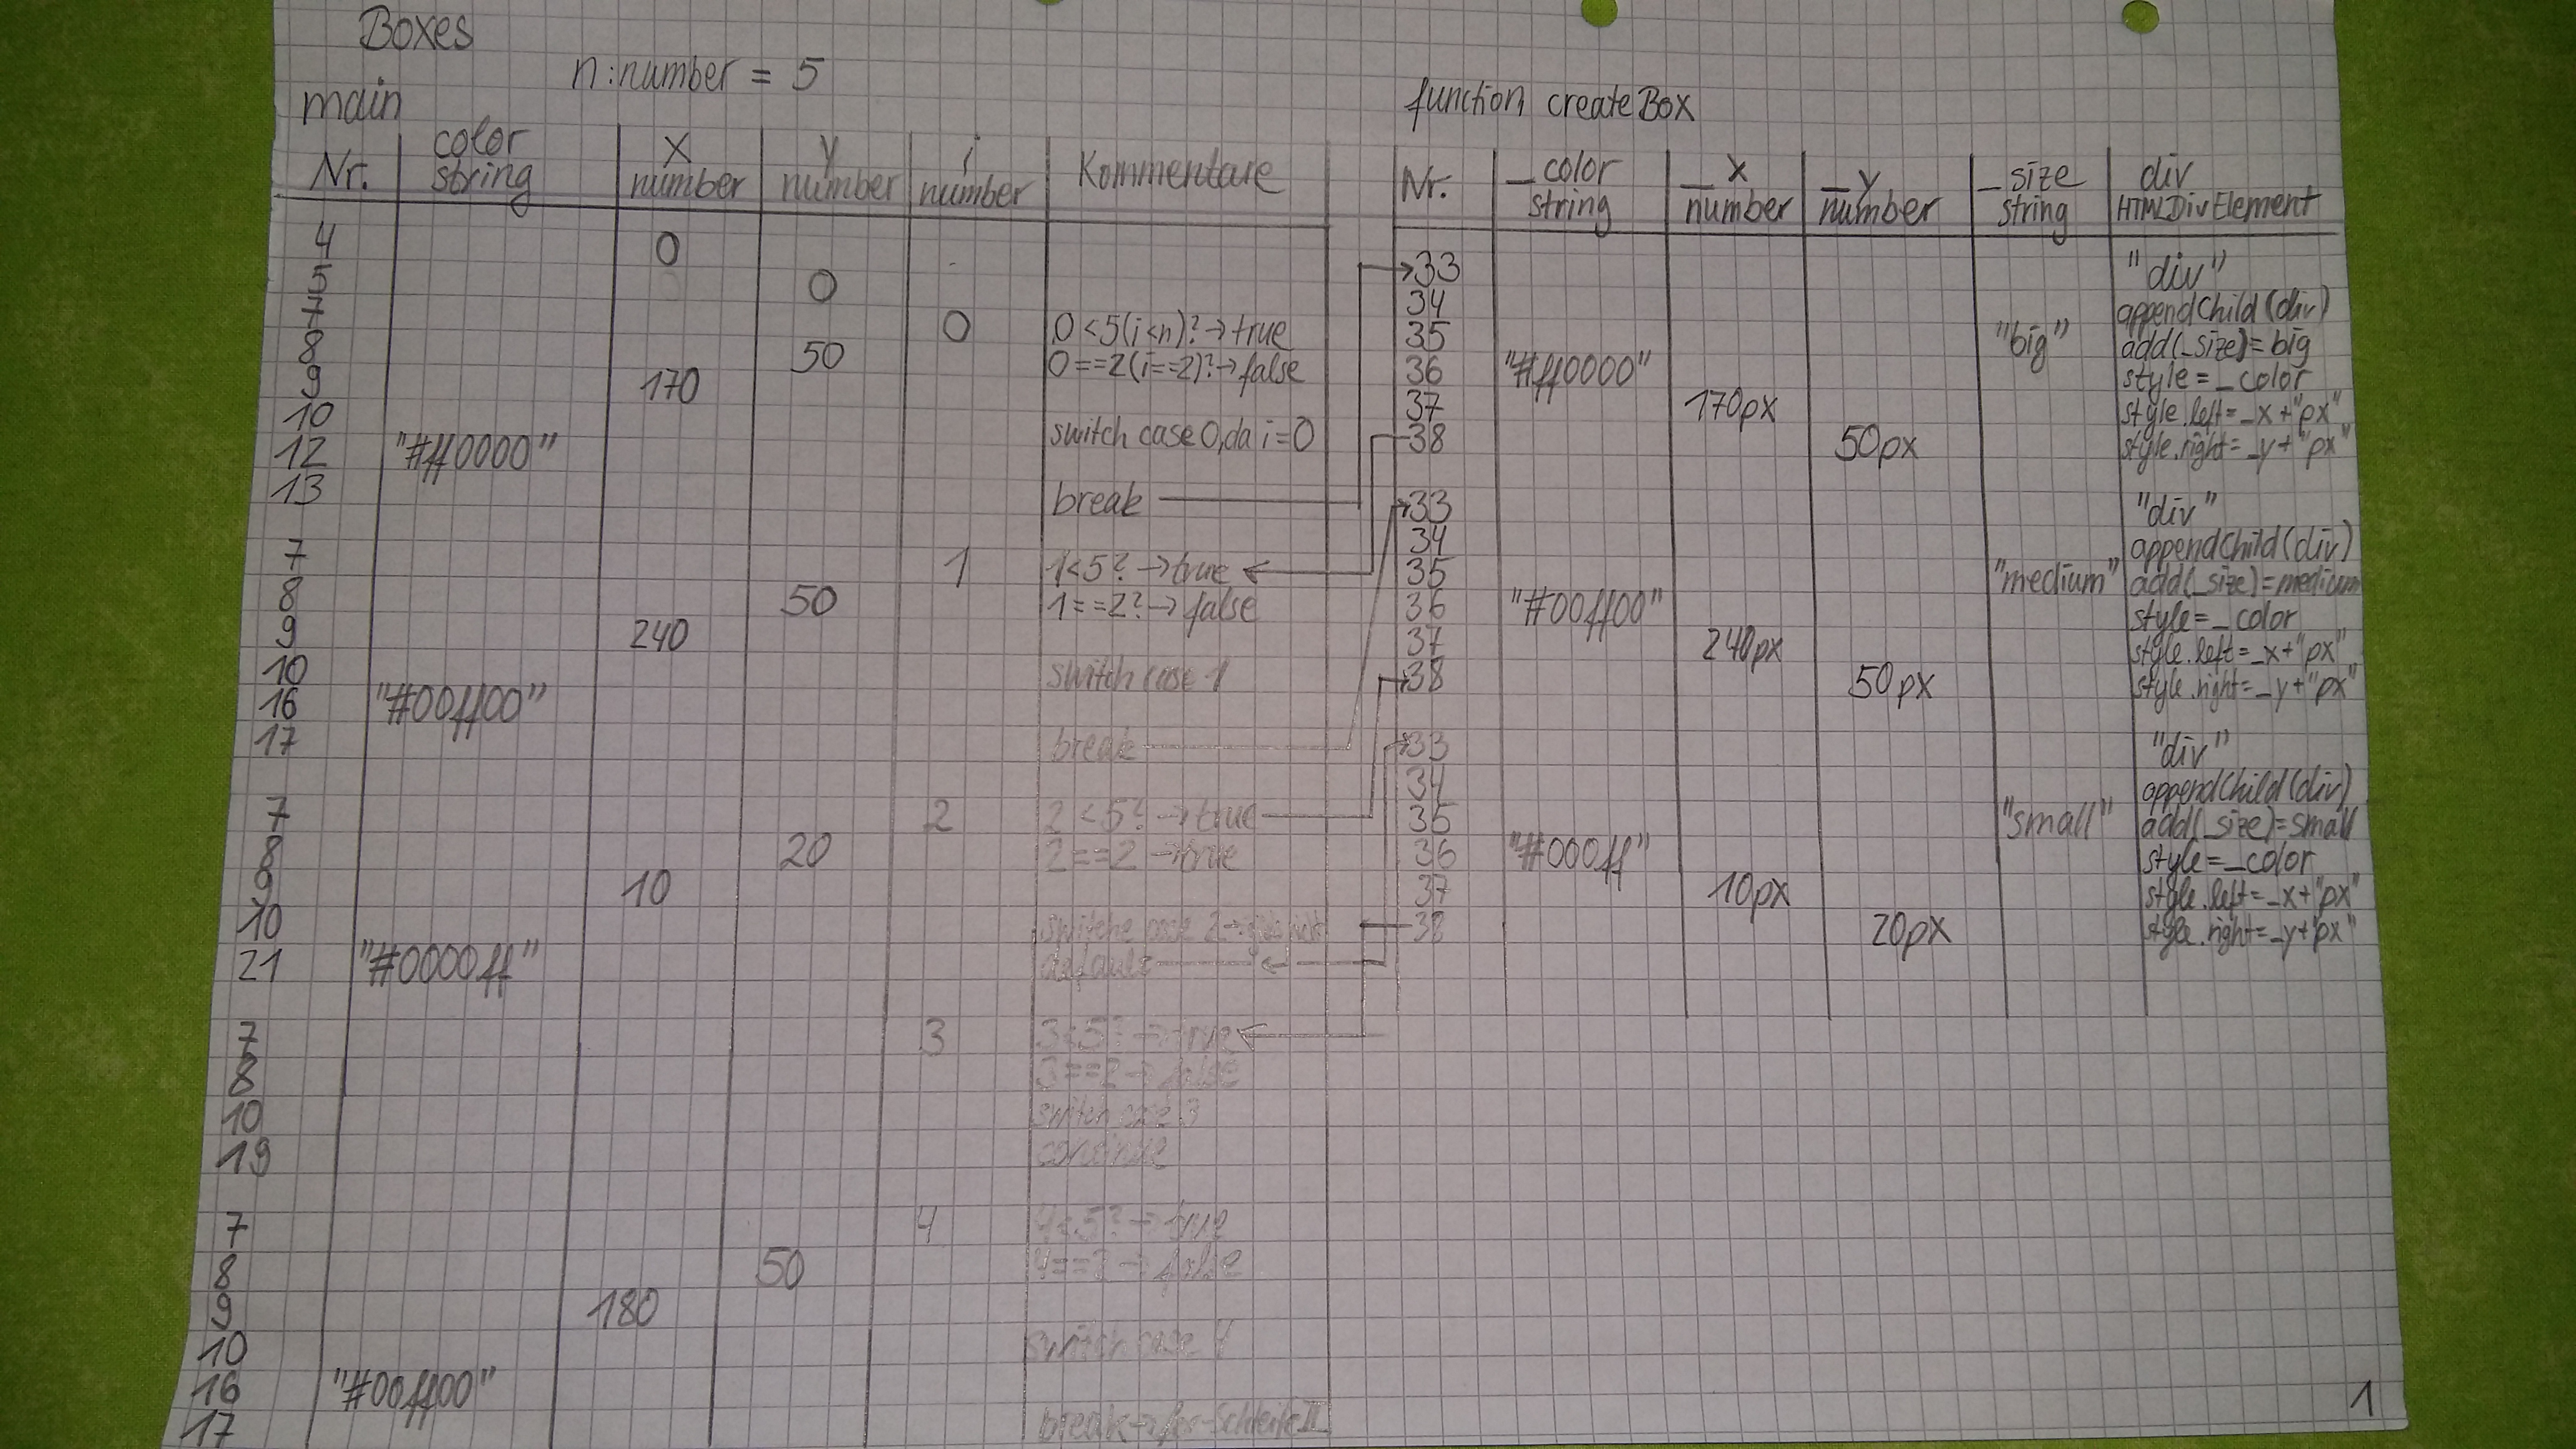 Boxes
n:number = 5
main
Nr. color string x number y number i number Kommentare
4 0
5 0
7 0 0<5(i<n)?→true
8 50 0==2(i==2)?→false
9 170
10 switch case 0, da i=0
12 "#ff0000"
13 break
7 1 1<5?→true
8 50 1==2?→false
9 240
10 switch case 1
16 "#00ff00"
17 break
7 2 2<5?→true
8 20 2==2→true
9 10
10 switche case 2→
21 "#0000ff" default
7 3 3<5?→true
8 3==2→false
10 switch case 3
19 continue
7 4 4<5?→true
8 50 4==2→false
9 180
10 switch case 4
16 "#00ff00"
17 break→for-Schleife II
function createBox
Nr. _color string _x number _y number _size string div HTMLDivElement
33 "div"
34 appendChild(div)
35 "big" add(_size)=big
36 "#ff0000" style=_color
37 170px style.left=_x+"px"
38 50px style.right=_y+"px"
33 "div"
34 appendChild(div)
35 "medium" add(_size)=medium
36 "#00ff00" style=_color
37 240px style.left=_x+"px"
38 50px style.right=_y+"px"
33 "div"
34 appendChild(div)
35 "small" add(_size)=small
36 "#000ff" style=_color
37 10px style.left=_x+"px"
38 20px style.right=_y+"px"
1